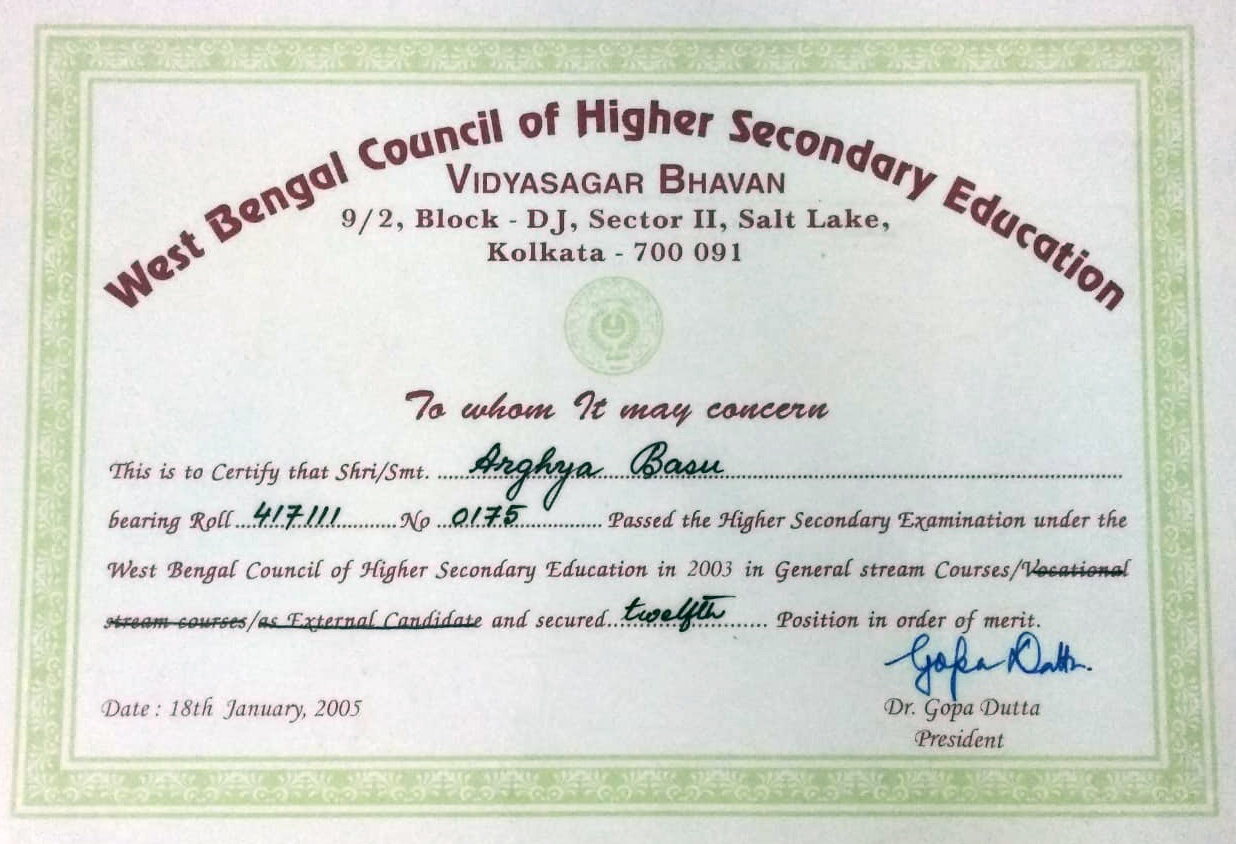 West Bengal Council of Higher Secondary Education
VIDYASAGAR BHAVAN
9/2, Block - DJ, Sector II, Salt Lake,
Kolkata - 700 091
To whom It may concern
This is to Certify that Shri/Smt. Arghya Basu
bearing Roll 417111 No 0175 Passed the Higher Secondary Examination under the
West Bengal Council of Higher Secondary Education in 2003 in General stream Courses/Vocational
stream courses/as External Candidate and secured twelfth Position in order of merit.
Gopa Dutta
Date : 18th January, 2005
Dr. Gopa Dutta
President